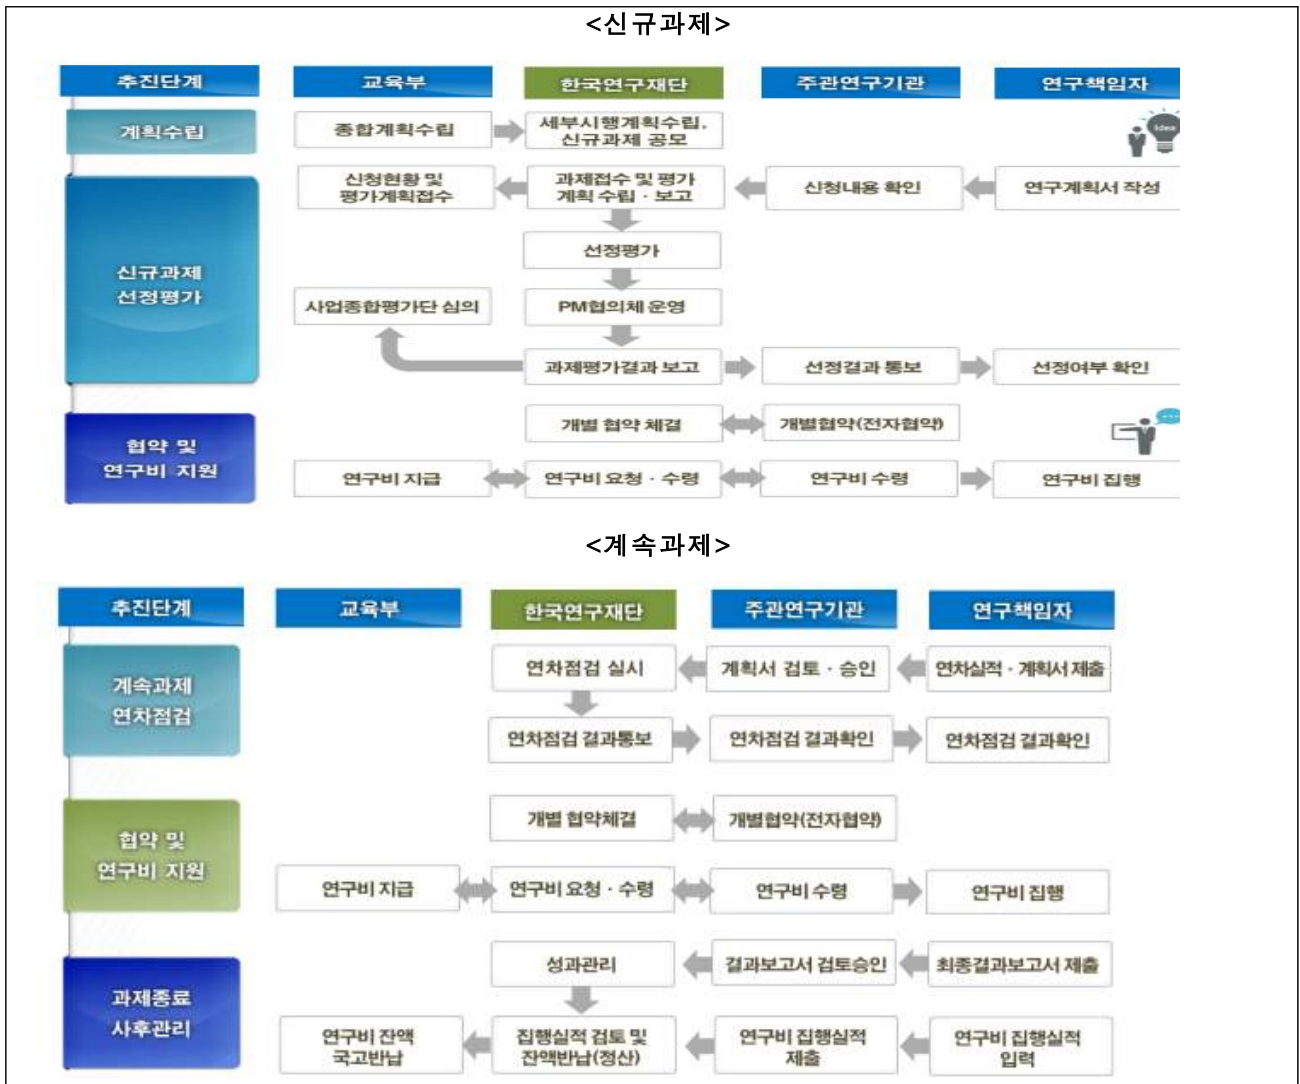 <신규과제>
추진단계 교육부 한국연구재단 주관연구기관 연구책임자
계획수립 종합계획수립 세부시행계획수립,
신규과제 공모
Idea
신청현황 및
평가계획접수
과제접수 및 평가
계획 수립 · 보고
신청내용 확인
연구계획서 작성
선정평가
신규과제
선정평가
사업종합평가단 심의
PM협의체 운영
과제평가결과 보고
선정결과 통보
선정여부 확인
협약 및
연구비 지원
개별 협약 체결
개별협약(전자협약)
연구비 지급
연구비 요청 · 수령
연구비 수령
연구비 집행
<계속과제>
추진단계 교육부 한국연구재단 주관연구기관 연구책임자
계속과제
연차점검
연차점검 실시
계획서 검토 · 승인
연차실적 · 계획서 제출
연차점검 결과통보
연차점검 결과확인
연차점검 결과확인
협약 및
연구비 지원
개별 협약체결
개별협약(전자협약)
연구비 지급
연구비 요청 · 수령
연구비 수령
연구비 집행
과제종료
사후관리
성과관리
결과보고서 검토승인
최종결과보고서 제출
연구비 잔액
국고반납
집행실적 검토 및
잔액반납(정산)
연구비 집행실적
제출
연구비 집행실적
입력